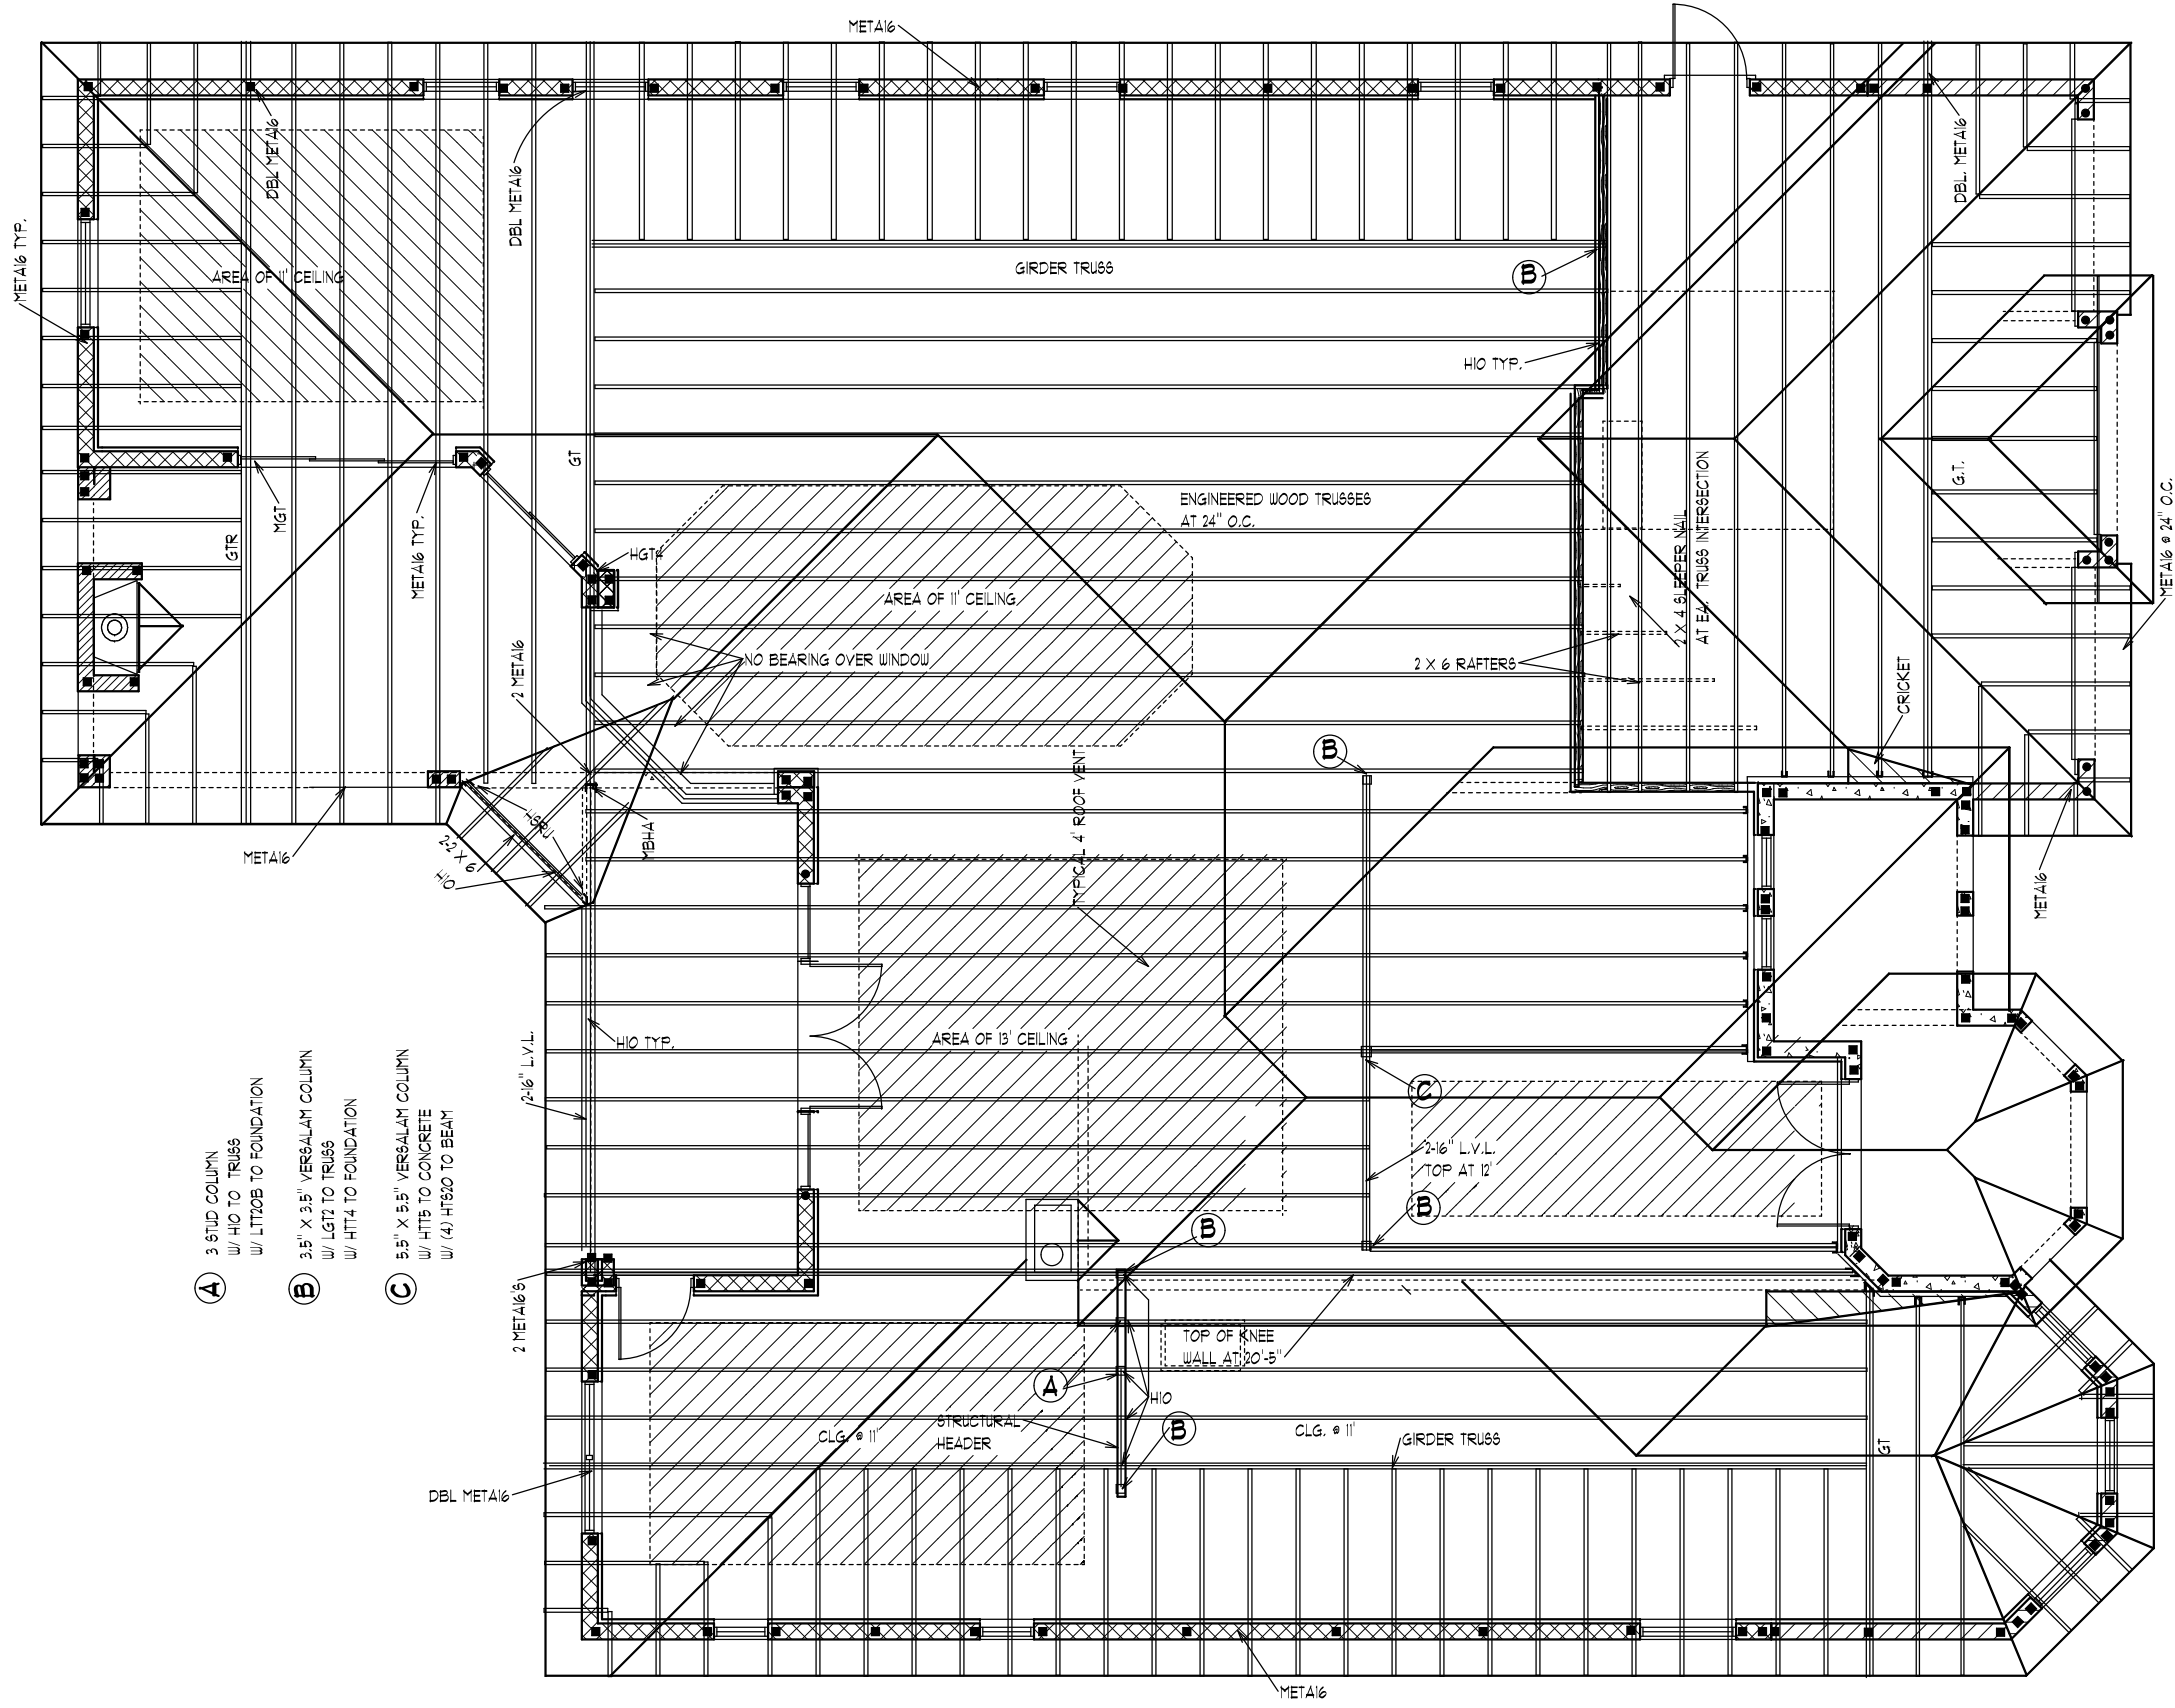 META16
META16 TYP.
DBL META16
DBL META16
DBL. META16
AREA OF 11' CEILING
GIRDER TRUSS
B
H10 TYP.
GT
ENGINEERED WOOD TRUSSES
AT 24" O.C.
G.T.
META16 @ 24" O.C.
MGT
GTR
META16 TYP.
HGT4
AREA OF 11' CEILING
2 X 4 SLEEPER NAIL
AT EA. TRUSS INTERSECTION
NO BEARING OVER WINDOW
2 META16
2 X 6 RAFTERS
CRICKET
B
TYPICAL 4' ROOF VENT
META16
2-2 X 6
H10
MBHA
META16
2-16" L.V.L.
H10 TYP.
AREA OF 13' CEILING
C
2-16" L.V.L.
TOP AT 12'
B
B
A
3 STUD COLUMN
W/ H10 TO TRUSS
W/ LTT20B TO FOUNDATION
B
3.5" X 3.5" VERSALAM COLUMN
W/ LGT2 TO TRUSS
W/ HTT4 TO FOUNDATION
C
5.5" X 5.5" VERSALAM COLUMN
W/ HTT5 TO CONCRETE
W/ (4) HTS20 TO BEAM
2 META16'S
TOP OF KNEE
WALL AT 20'-5"
A
H10
STRUCTURAL
HEADER
B
CLG. @ 11'
CLG. @ 11'
GIRDER TRUSS
GT
DBL META16
META16